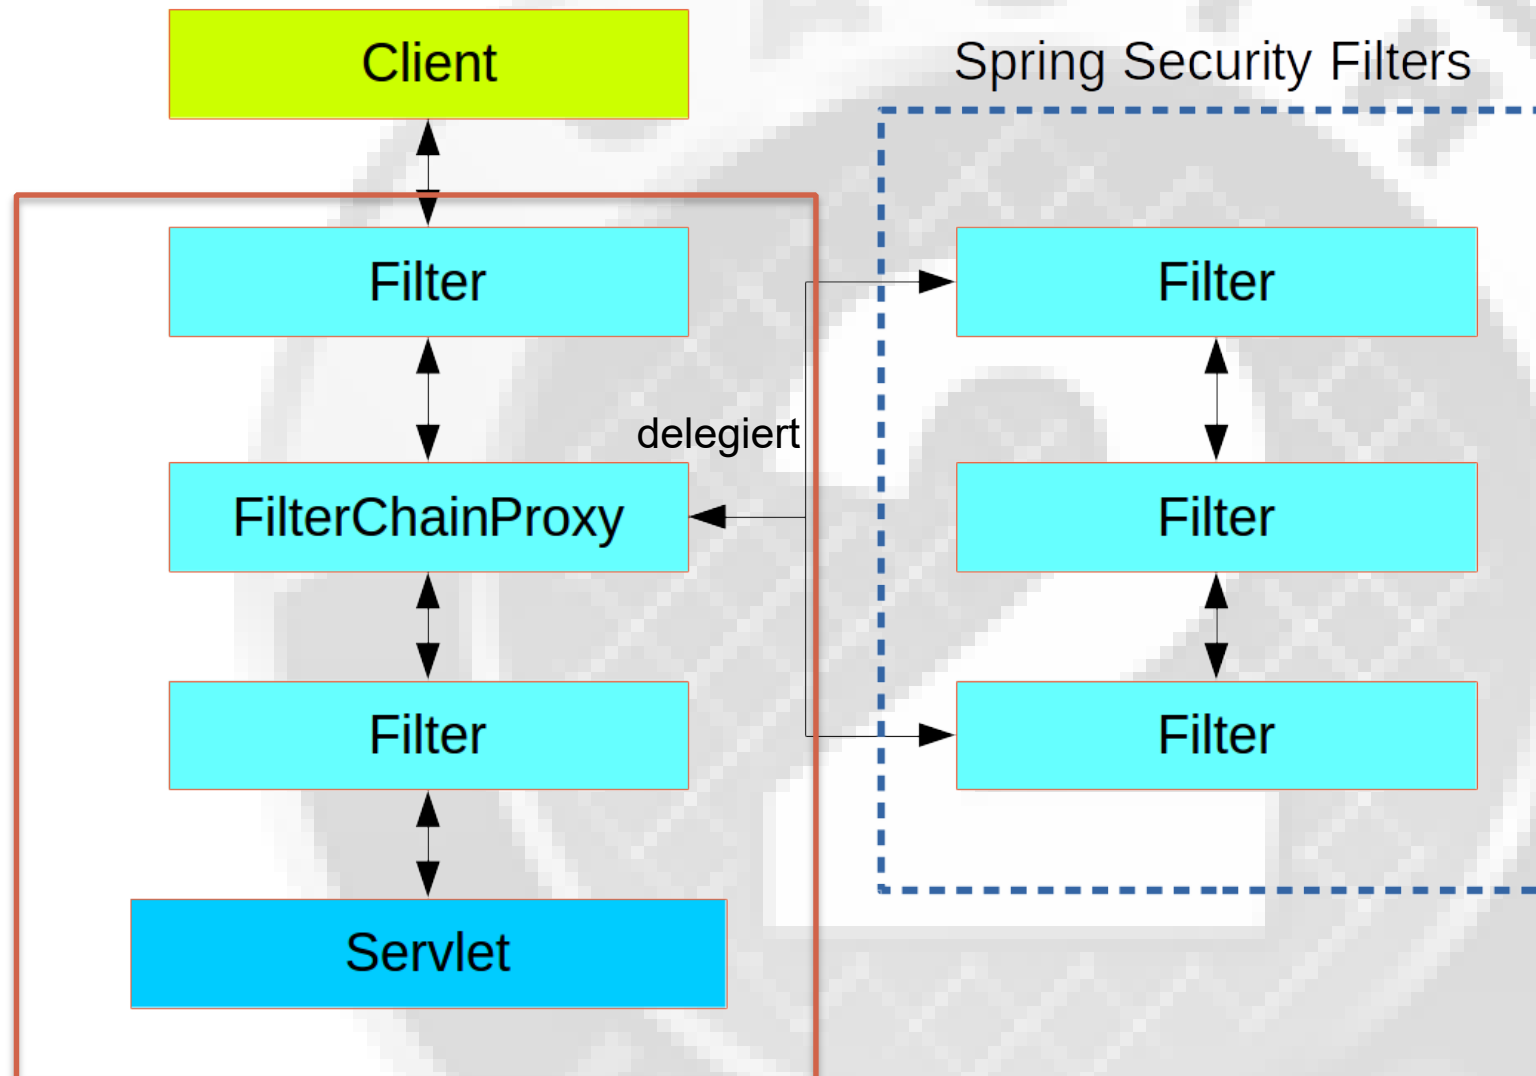 Client
Spring Security Filters
Filter
Filter
delegiert
FilterChainProxy
Filter
Filter
Filter
Servlet